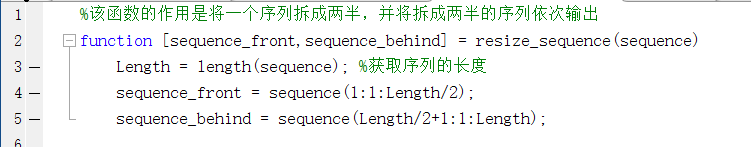 1 %该函数的作用是将一个序列拆成两半，并将拆成两半的序列依次输出
2 function [sequence_front,sequence_behind] = resize_sequence(sequence)
3 — Length = length(sequence); %获取序列的长度
4 — sequence_front = sequence(1:1:Length/2);
5 — sequence_behind = sequence(Length/2+1:1:Length);
6